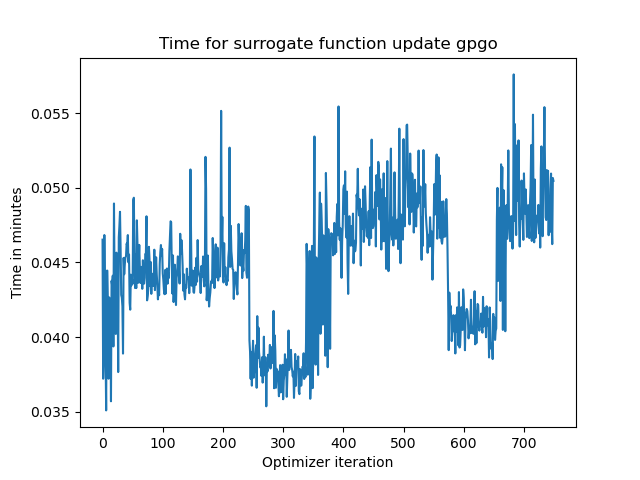 Time for surrogate function update gpgo
Time in minutes
0.055
0.050
0.045
0.040
0.035
0 100 200 300 400 500 600 700
Optimizer iteration